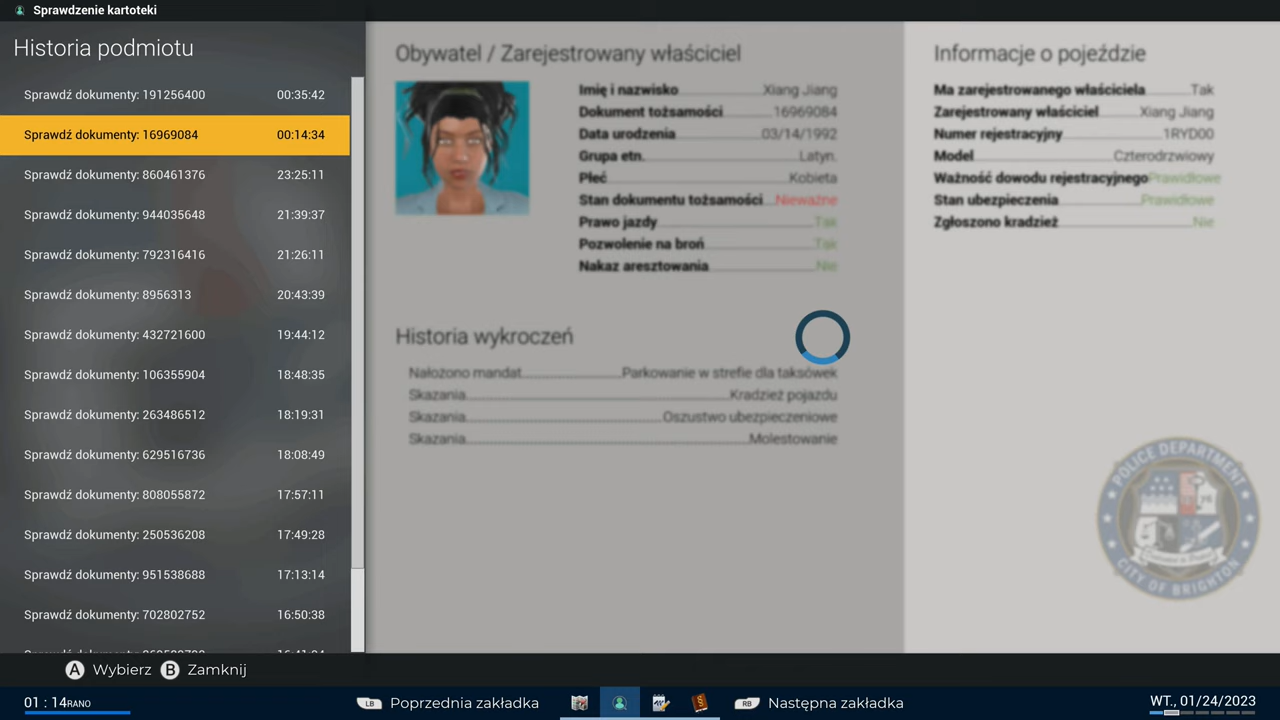 Sprawdzenie kartoteki
Historia podmiotu
Sprawdź dokumenty: 191256400 00:35:42
Sprawdź dokumenty: 16969084 00:14:34
Sprawdź dokumenty: 860461376 23:25:11
Sprawdź dokumenty: 944035648 21:39:37
Sprawdź dokumenty: 792316416 21:26:11
Sprawdź dokumenty: 8956313 20:43:39
Sprawdź dokumenty: 432721600 19:44:12
Sprawdź dokumenty: 106355904 18:48:35
Sprawdź dokumenty: 263486512 18:19:31
Sprawdź dokumenty: 629516736 18:08:49
Sprawdź dokumenty: 808055872 17:57:11
Sprawdź dokumenty: 250536208 17:49:28
Sprawdź dokumenty: 951538688 17:13:14
Sprawdź dokumenty: 702802752 16:50:38
Obywatel / Zarejestrowany właściciel
Imię i nazwisko Xiang Jiang
Dokument tożsamości 16969084
Data urodzenia 03/14/1992
Grupa etn. Latyn.
Płeć Kobieta
Stan dokumentu tożsamości Nieważne
Prawo jazdy Tak
Pozwolenie na broń Tak
Nakaz aresztowania Nie
Historia wykroczeń
Nałożono mandat Parkowanie w strefie dla taksówek
Skazania Kradzież pojazdu
Skazania Oszustwo ubezpieczeniowe
Skazania Molestowanie
Informacje o pojeździe
Ma zarejestrowanego właściciela Tak
Zarejestrowany właściciel Xiang Jiang
Numer rejestracyjny 1RYD00
Model Czterodrzwiowy
Ważność dowodu rejestracyjnego Prawidłowe
Stan ubezpieczenia Prawidłowe
Zgłoszono kradzież Nie
POLICE DEPARTMENT
CITY OF BRIGHTON
A Wybierz B Zamknij
01 : 14 RANO
LB Poprzednia zakładka
RB Następna zakładka
WT., 01/24/2023